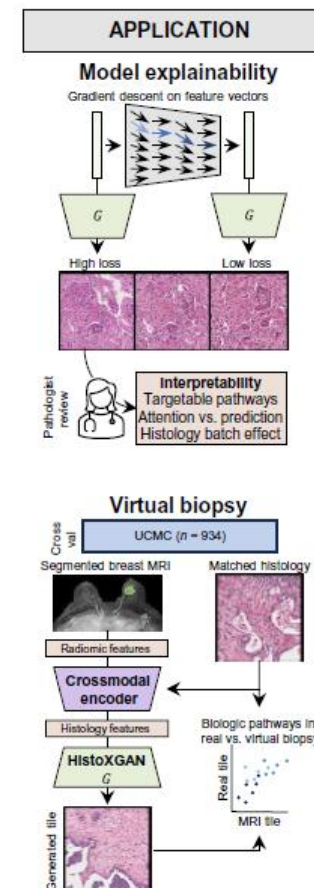 APPLICATION
Model explainability
Gradient descent on feature vectors
G
G
High loss
Low loss
Pathologist
review
Interpretability
Targetable pathways
Attention vs. prediction
Histology batch effect
Virtual biopsy
Cross
val
UCMC (n = 934)
Segmented breast MRI
Matched histology
Radiomic features
Crossmodal
encoder
Histology features
Biologic pathways in
real vs. virtual biopsy
HistoXGAN
G
Real tile
MRI tile
Generated tile